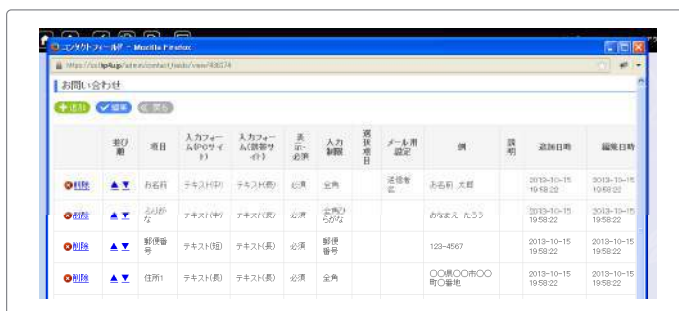 コンタクトフィールド - Mozilla Firefox
お問い合わせ
追加 編集 戻る
並び順 項目 入力フォーム(PCサイト) 入力フォーム(携帯サイト) 表示・必須 入力制限 選択項目 メール用設定 例 説明 追加日時 編集日時
削除 ▲ ▼ お名前 テキスト(中) テキスト(長) 必須 全角 送信者名 お名前 太郎 2013-10-15 19:58:22 2013-10-15 19:58:22
削除 ▲ ▼ ふりがな テキスト(中) テキスト(長) 必須 全角ひらがな おなまえ たろう 2013-10-15 19:58:22 2013-10-15 19:58:22
削除 ▲ ▼ 郵便番号 テキスト(短) テキスト(長) 必須 郵便番号 123-4567 2013-10-15 19:58:22 2013-10-15 19:58:22
削除 ▲ ▼ 住所1 テキスト(長) テキスト(長) 必須 全角 〇〇県〇〇市〇〇町〇番地 2013-10-15 19:58:22 2013-10-15 19:58:22